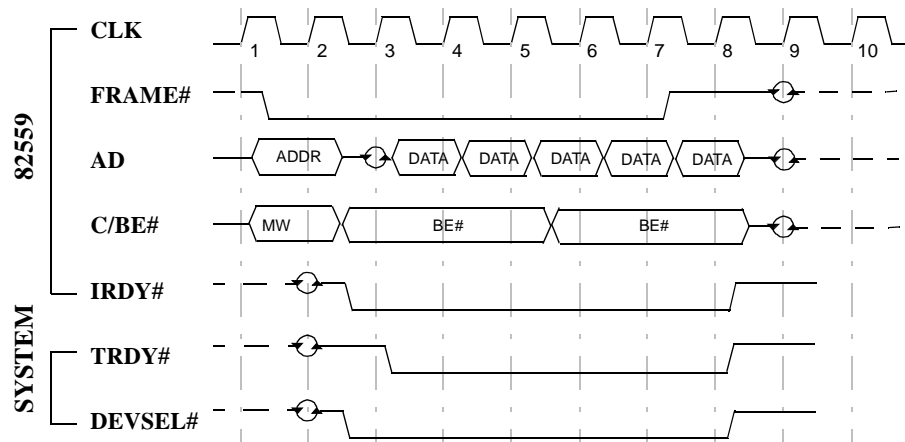 CLK
1 2 3 4 5 6 7 8 9 10
FRAME#
AD ADDR DATA DATA DATA DATA DATA
82559
C/BE# MW BE# BE#
IRDY#
SYSTEM
TRDY#
DEVSEL#